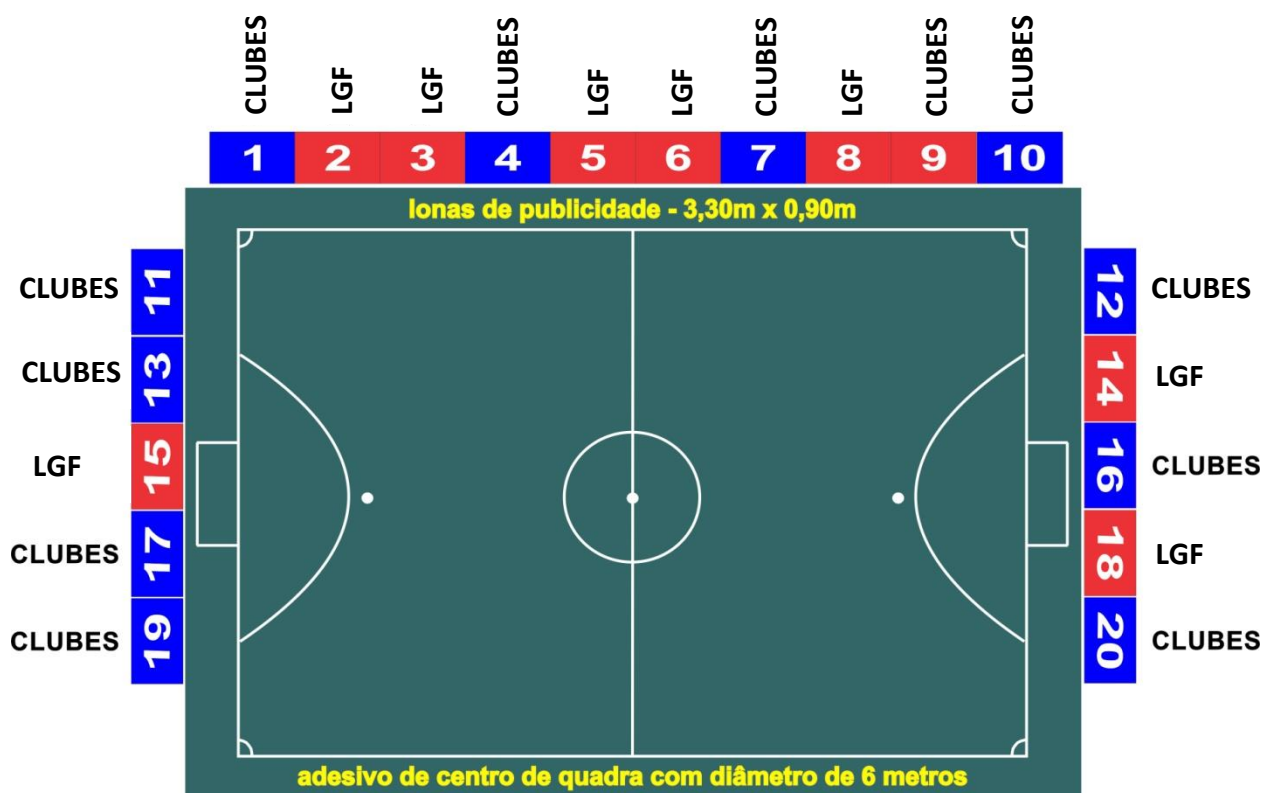 CLUBES
LGF
LGF
CLUBES
LGF
LGF
CLUBES
LGF
CLUBES
CLUBES
1 2 3 4 5 6 7 8 9 10
lonas de publicidade - 3,30m x 0,90m
CLUBES 11
CLUBES 13
LGF 15
CLUBES 17
CLUBES 19
12 CLUBES
14 LGF
16 CLUBES
18 LGF
20 CLUBES
adesivo de centro de quadra com diâmetro de 6 metros